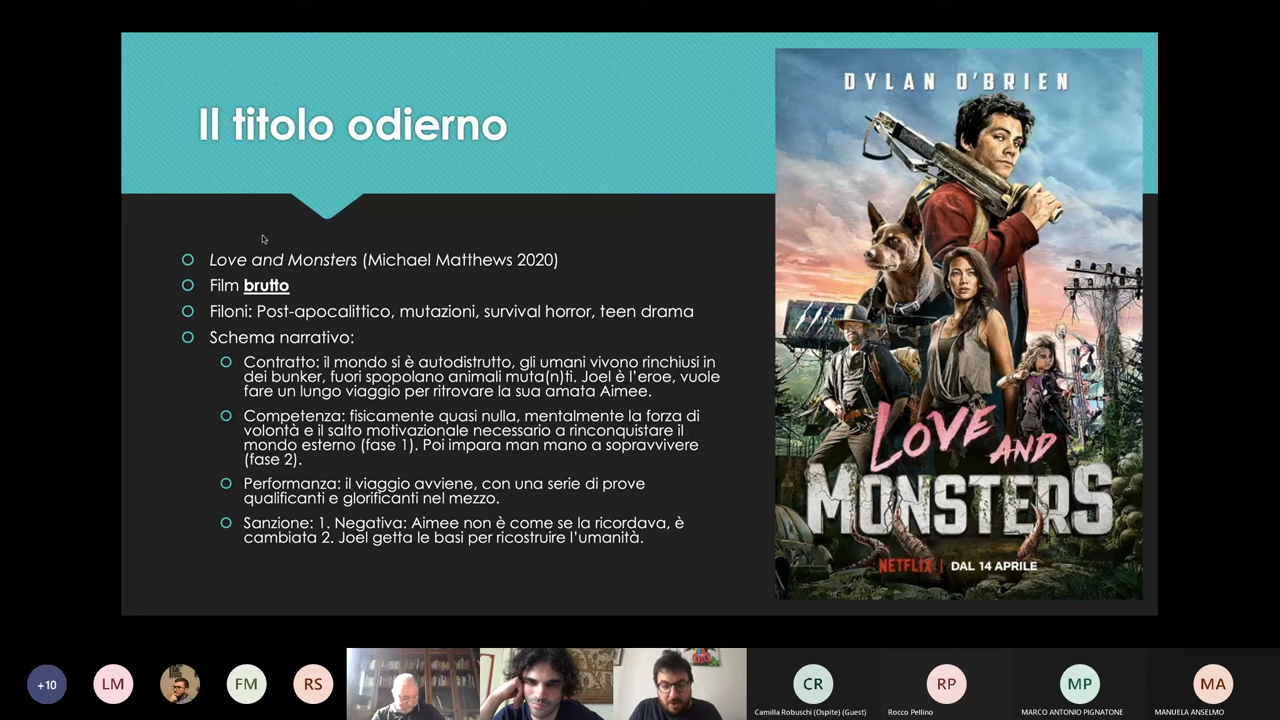 Il titolo odierno
Love and Monsters (Michael Matthews 2020)
Film brutto
Filoni: Post-apocalittico, mutazioni, survival horror, teen drama
Schema narrativo:
Contratto: il mondo si è autodistrutto, gli umani vivono rinchiusi in
dei bunker, fuori spopolano animali muta(n)ti. Joel è l’eroe, vuole
fare un lungo viaggio per ritrovare la sua amata Aimee.
Competenza: fisicamente quasi nulla, mentalmente la forza di
volontà e il salto motivazionale necessario a rinconquistare il
mondo esterno (fase 1). Poi impara man mano a sopravvivere
(fase 2).
Performanza: il viaggio avviene, con una serie di prove
qualificanti e glorificanti nel mezzo.
Sanzione: 1. Negativa: Aimee non è come se la ricordava, è
cambiata 2. Joel getta le basi per ricostruire l’umanità.
DYLAN O’BRIEN
LOVE AND
MONSTERS
NETFLIX | DAL 14 APRILE
+10
LM
FM
RS
CR
RP
MP
MA
Camilla Robuschi (Ospite) (Guest)
Rocco Pellino
MARCO ANTONIO PIGNATONE
MANUELA ANSELMO